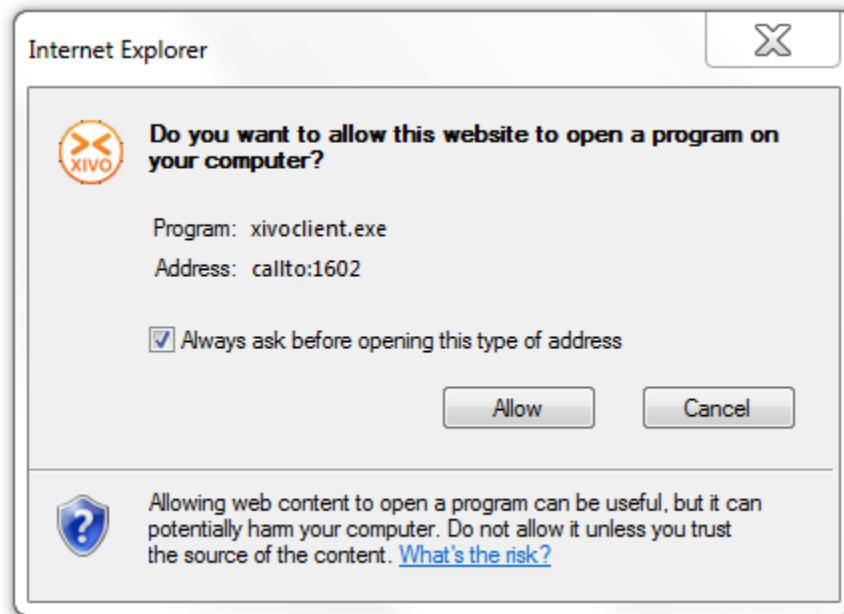 Internet Explorer
XIVO
Do you want to allow this website to open a program on
your computer?
Program: xivoclient.exe
Address: callto:1602
Always ask before opening this type of address
Allow
Cancel
Allowing web content to open a program can be useful, but it can
potentially harm your computer. Do not allow it unless you trust
the source of the content. What's the risk?